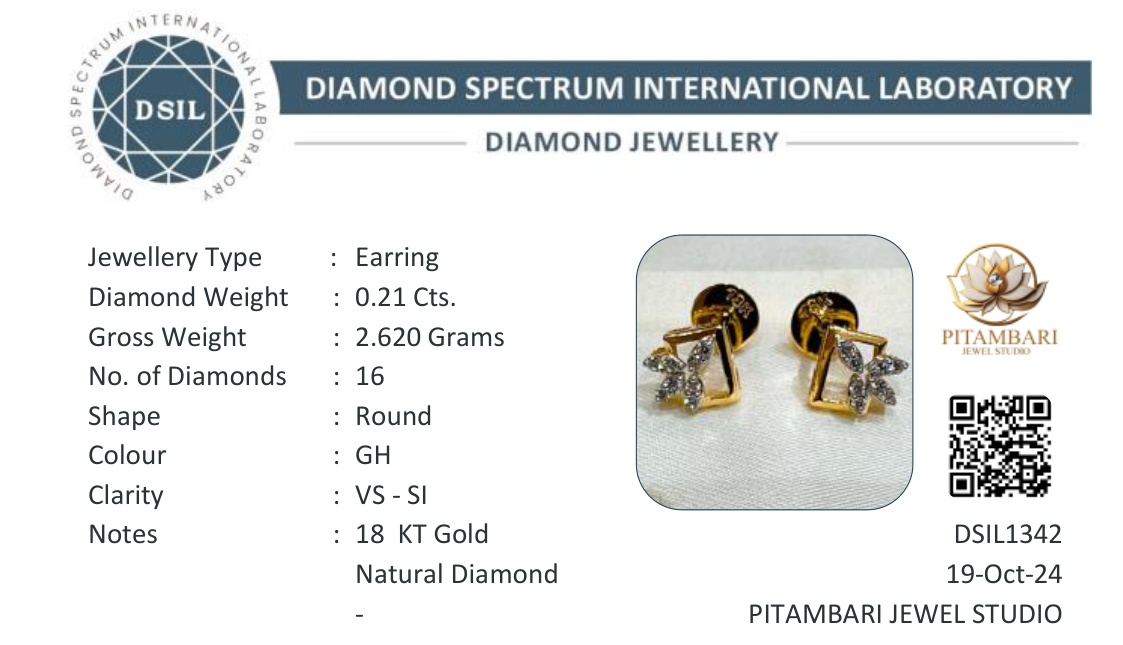 DIAMOND SPECTRUM INTERNATIONAL LABORATORY
DSIL
DIAMOND SPECTRUM INTERNATIONAL LABORATORY
DIAMOND JEWELLERY
Jewellery Type : Earring
Diamond Weight : 0.21 Cts.
Gross Weight : 2.620 Grams
No. of Diamonds : 16
Shape : Round
Colour : GH
Clarity : VS - SI
Notes : 18 KT Gold
Natural Diamond
-
PITAMBARI
JEWEL STUDIO
DSIL1342
19-Oct-24
PITAMBARI JEWEL STUDIO